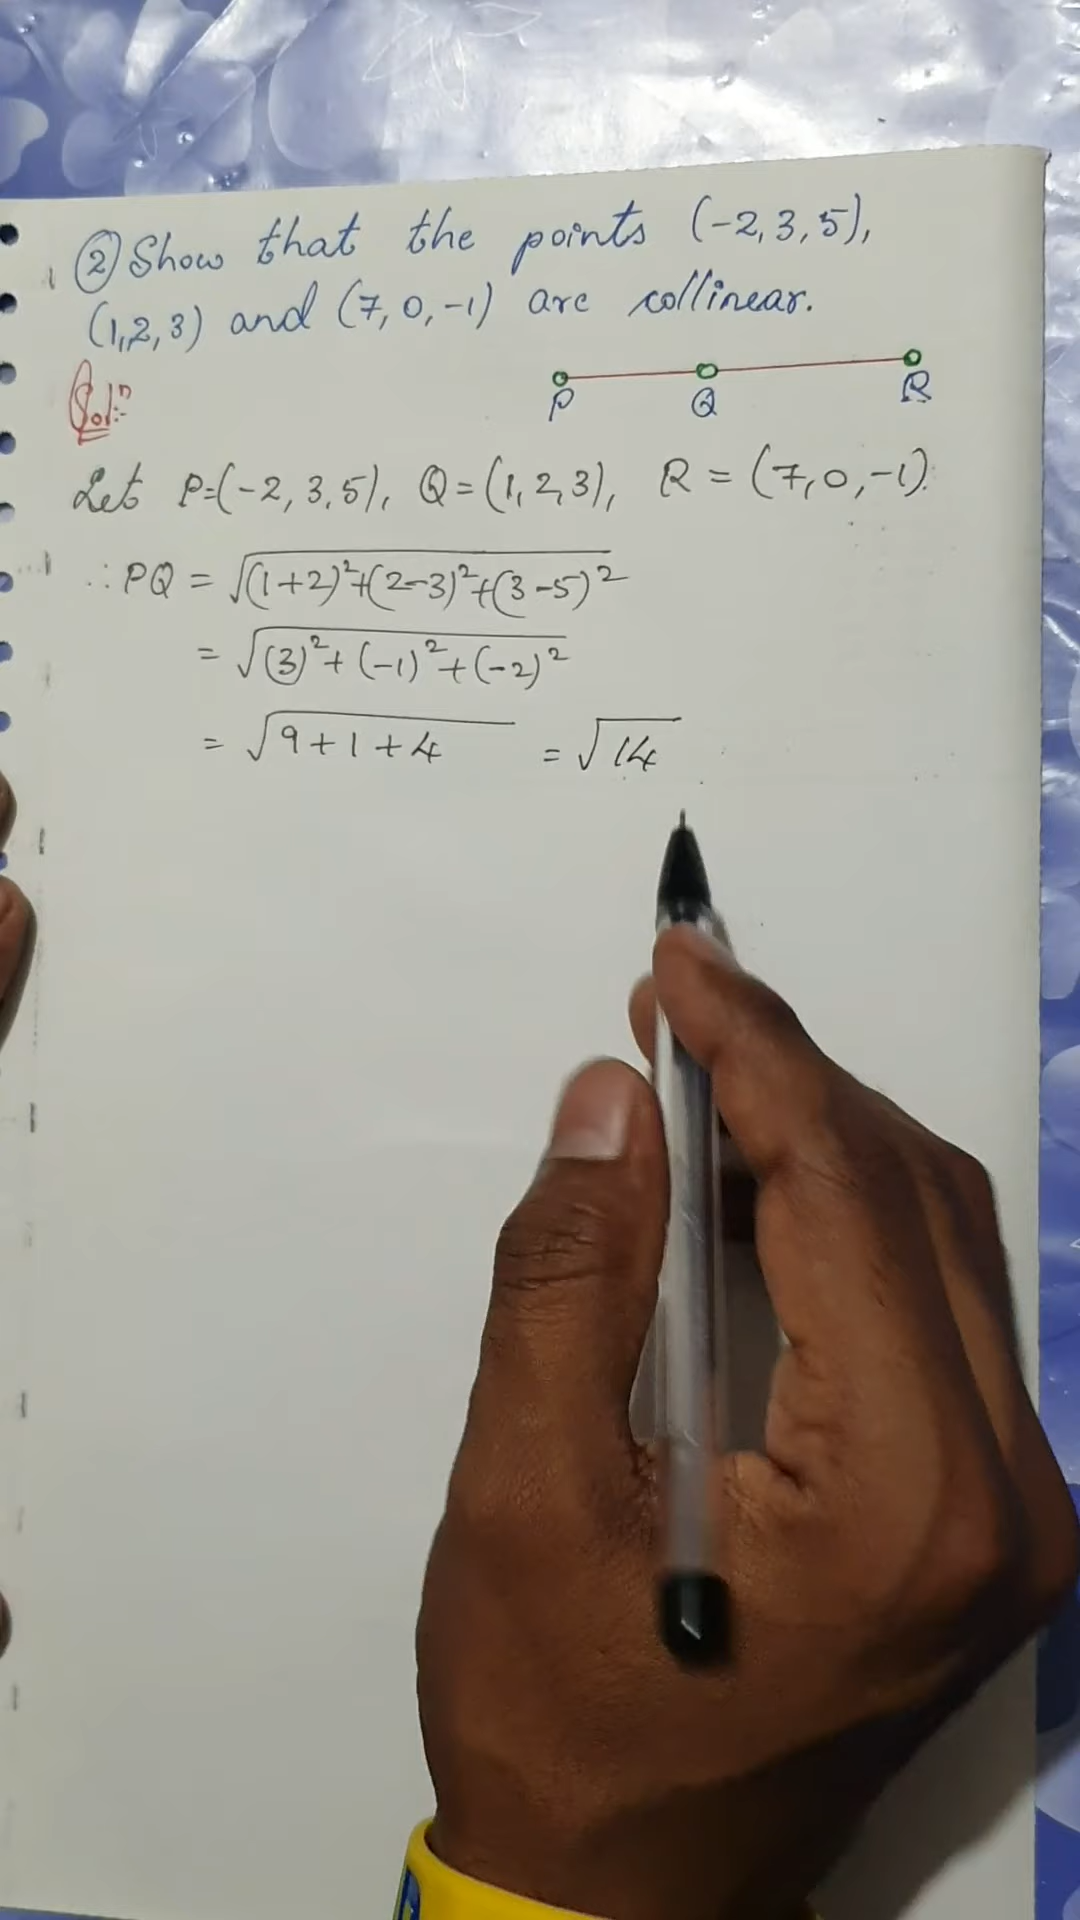 ② Show that the points (-2, 3, 5),
(1, 2, 3) and (7, 0, -1) are collinear.
Solⁿ:-
P Q R
Let P=(-2, 3, 5), Q=(1, 2, 3), R = (7, 0, -1).
∴ PQ = √((1+2)²+(2-3)²+(3-5)²)
= √((3)²+(-1)²+(-2)²)
= √(9+1+4) = √14